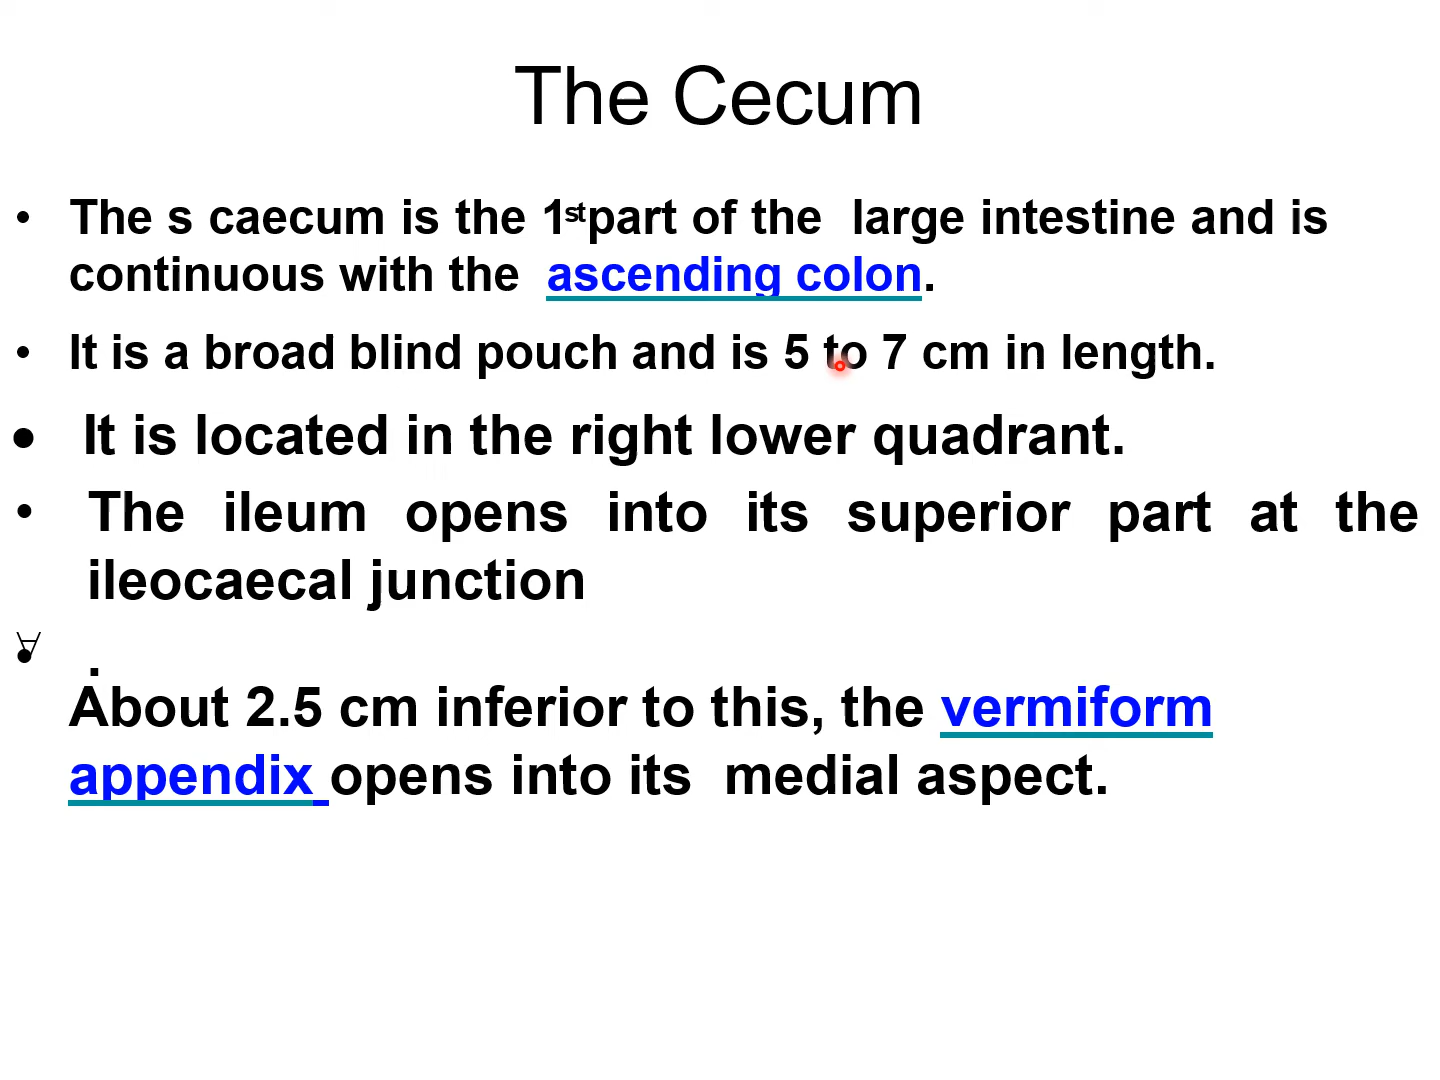 The Cecum
• The s caecum is the 1st part of the large intestine and is
continuous with the ascending colon.
• It is a broad blind pouch and is 5 to 7 cm in length.
• It is located in the right lower quadrant.
• The ileum opens into its superior part at the
ileocaecal junction
∀ .
• About 2.5 cm inferior to this, the vermiform
appendix opens into its medial aspect.